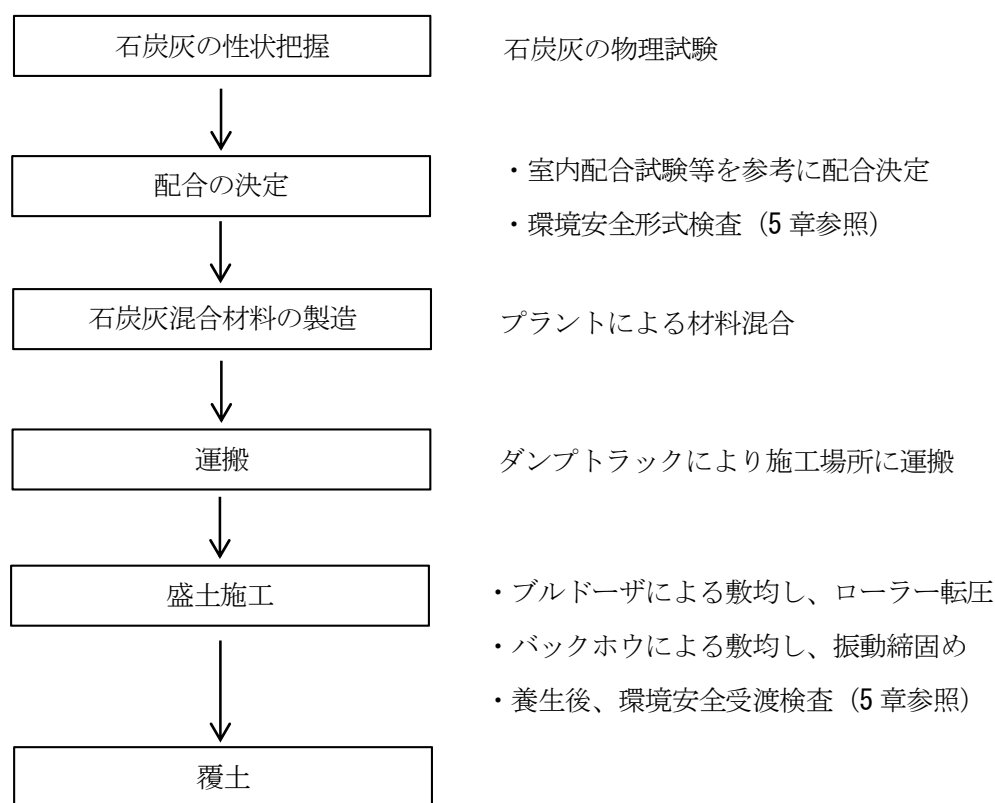 石炭灰の性状把握
石炭灰の物理試験
配合の決定
・室内配合試験等を参考に配合決定
・環境安全形式検査（5 章参照）
石炭灰混合材料の製造
プラントによる材料混合
運搬
ダンプトラックにより施工場所に運搬
盛土施工
・ブルドーザによる敷均し、ローラー転圧
・バックホウによる敷均し、振動締固め
・養生後、環境安全受渡検査（5 章参照）
覆土